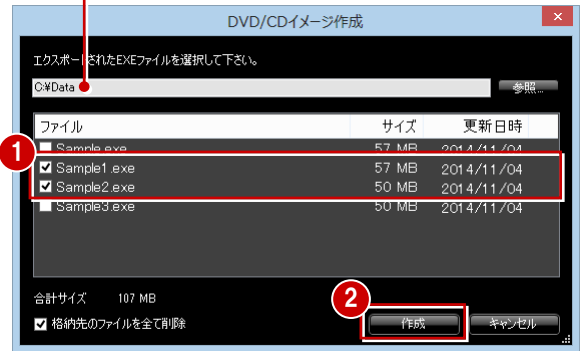 DVD/CDイメージ作成
エクスポートされたEXEファイルを選択して下さい。
C:¥Data
参照...
ファイル サイズ 更新日時
Sample.exe 57 MB 2014/11/04
1
Sample1.exe 57 MB 2014/11/04
Sample2.exe 50 MB 2014/11/04
Sample3.exe 50 MB 2014/11/04
合計サイズ 107 MB
2
格納先のファイルを全て削除 作成 キャンセル